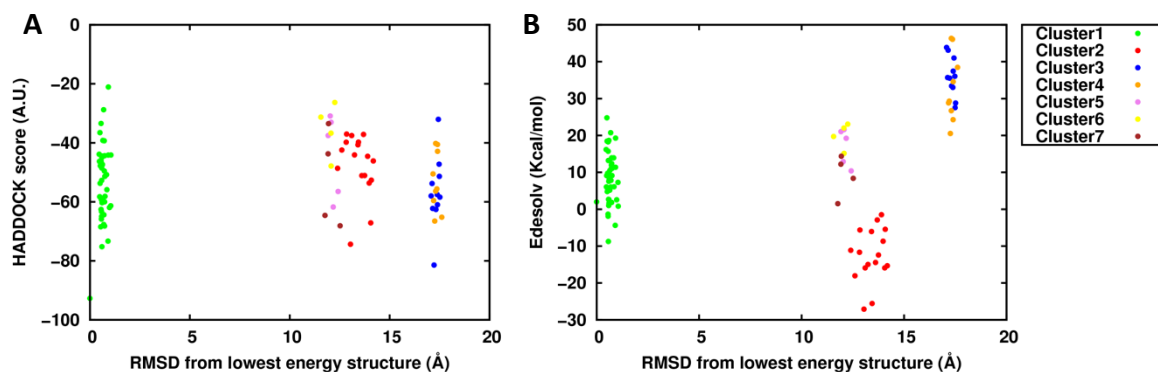 A
HADDOCK score (A.U.)
0
−20
−40
−60
−80
−100
0
5
10
15
20
RMSD from lowest energy structure (Å)
B
Edesolv (Kcal/mol)
50
40
30
20
10
0
−10
−20
−30
0
5
10
15
20
RMSD from lowest energy structure (Å)
Cluster1
Cluster2
Cluster3
Cluster4
Cluster5
Cluster6
Cluster7